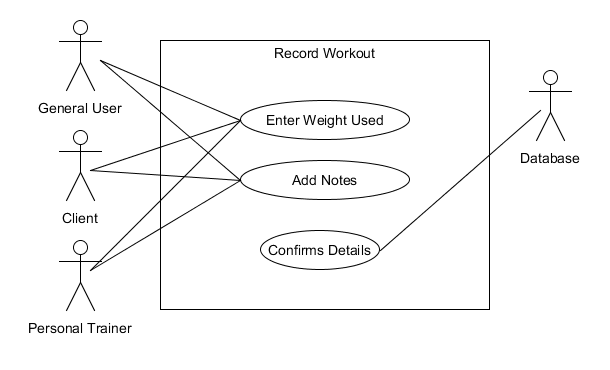 Record Workout
General User
Enter Weight Used
Database
Add Notes
Client
Confirms Details
Personal Trainer